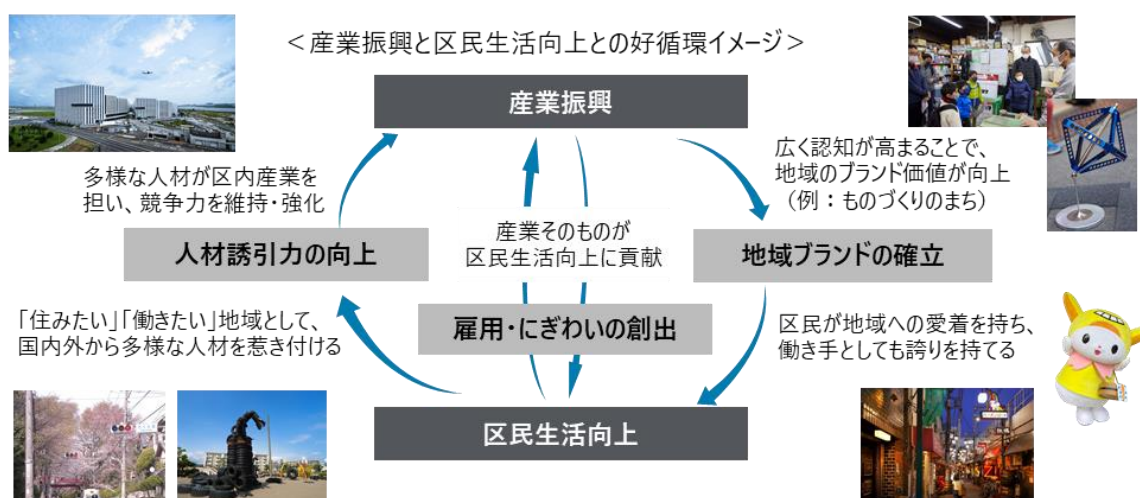 ＜産業振興と区民生活向上との好循環イメージ＞
産業振興
多様な人材が区内産業を
担い、競争力を維持・強化
広く認知が高まることで、
地域のブランド価値が向上
（例：ものづくりのまち）
人材誘引力の向上
産業そのものが
区民生活向上に貢献
地域ブランドの確立
「住みたい」「働きたい」地域として、
国内外から多様な人材を惹き付ける
雇用・にぎわいの創出
区民が地域への愛着を持ち、
働き手としても誇りを持てる
区民生活向上